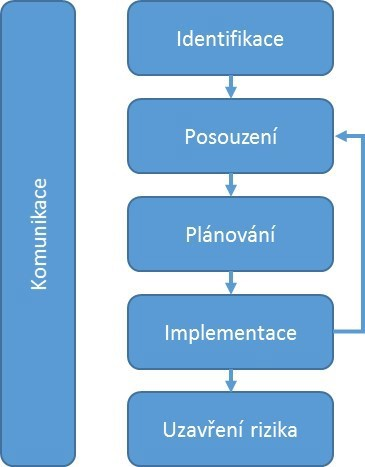 Komunikace
Identifikace
Posouzení
Plánování
Implementace
Uzavření rizika